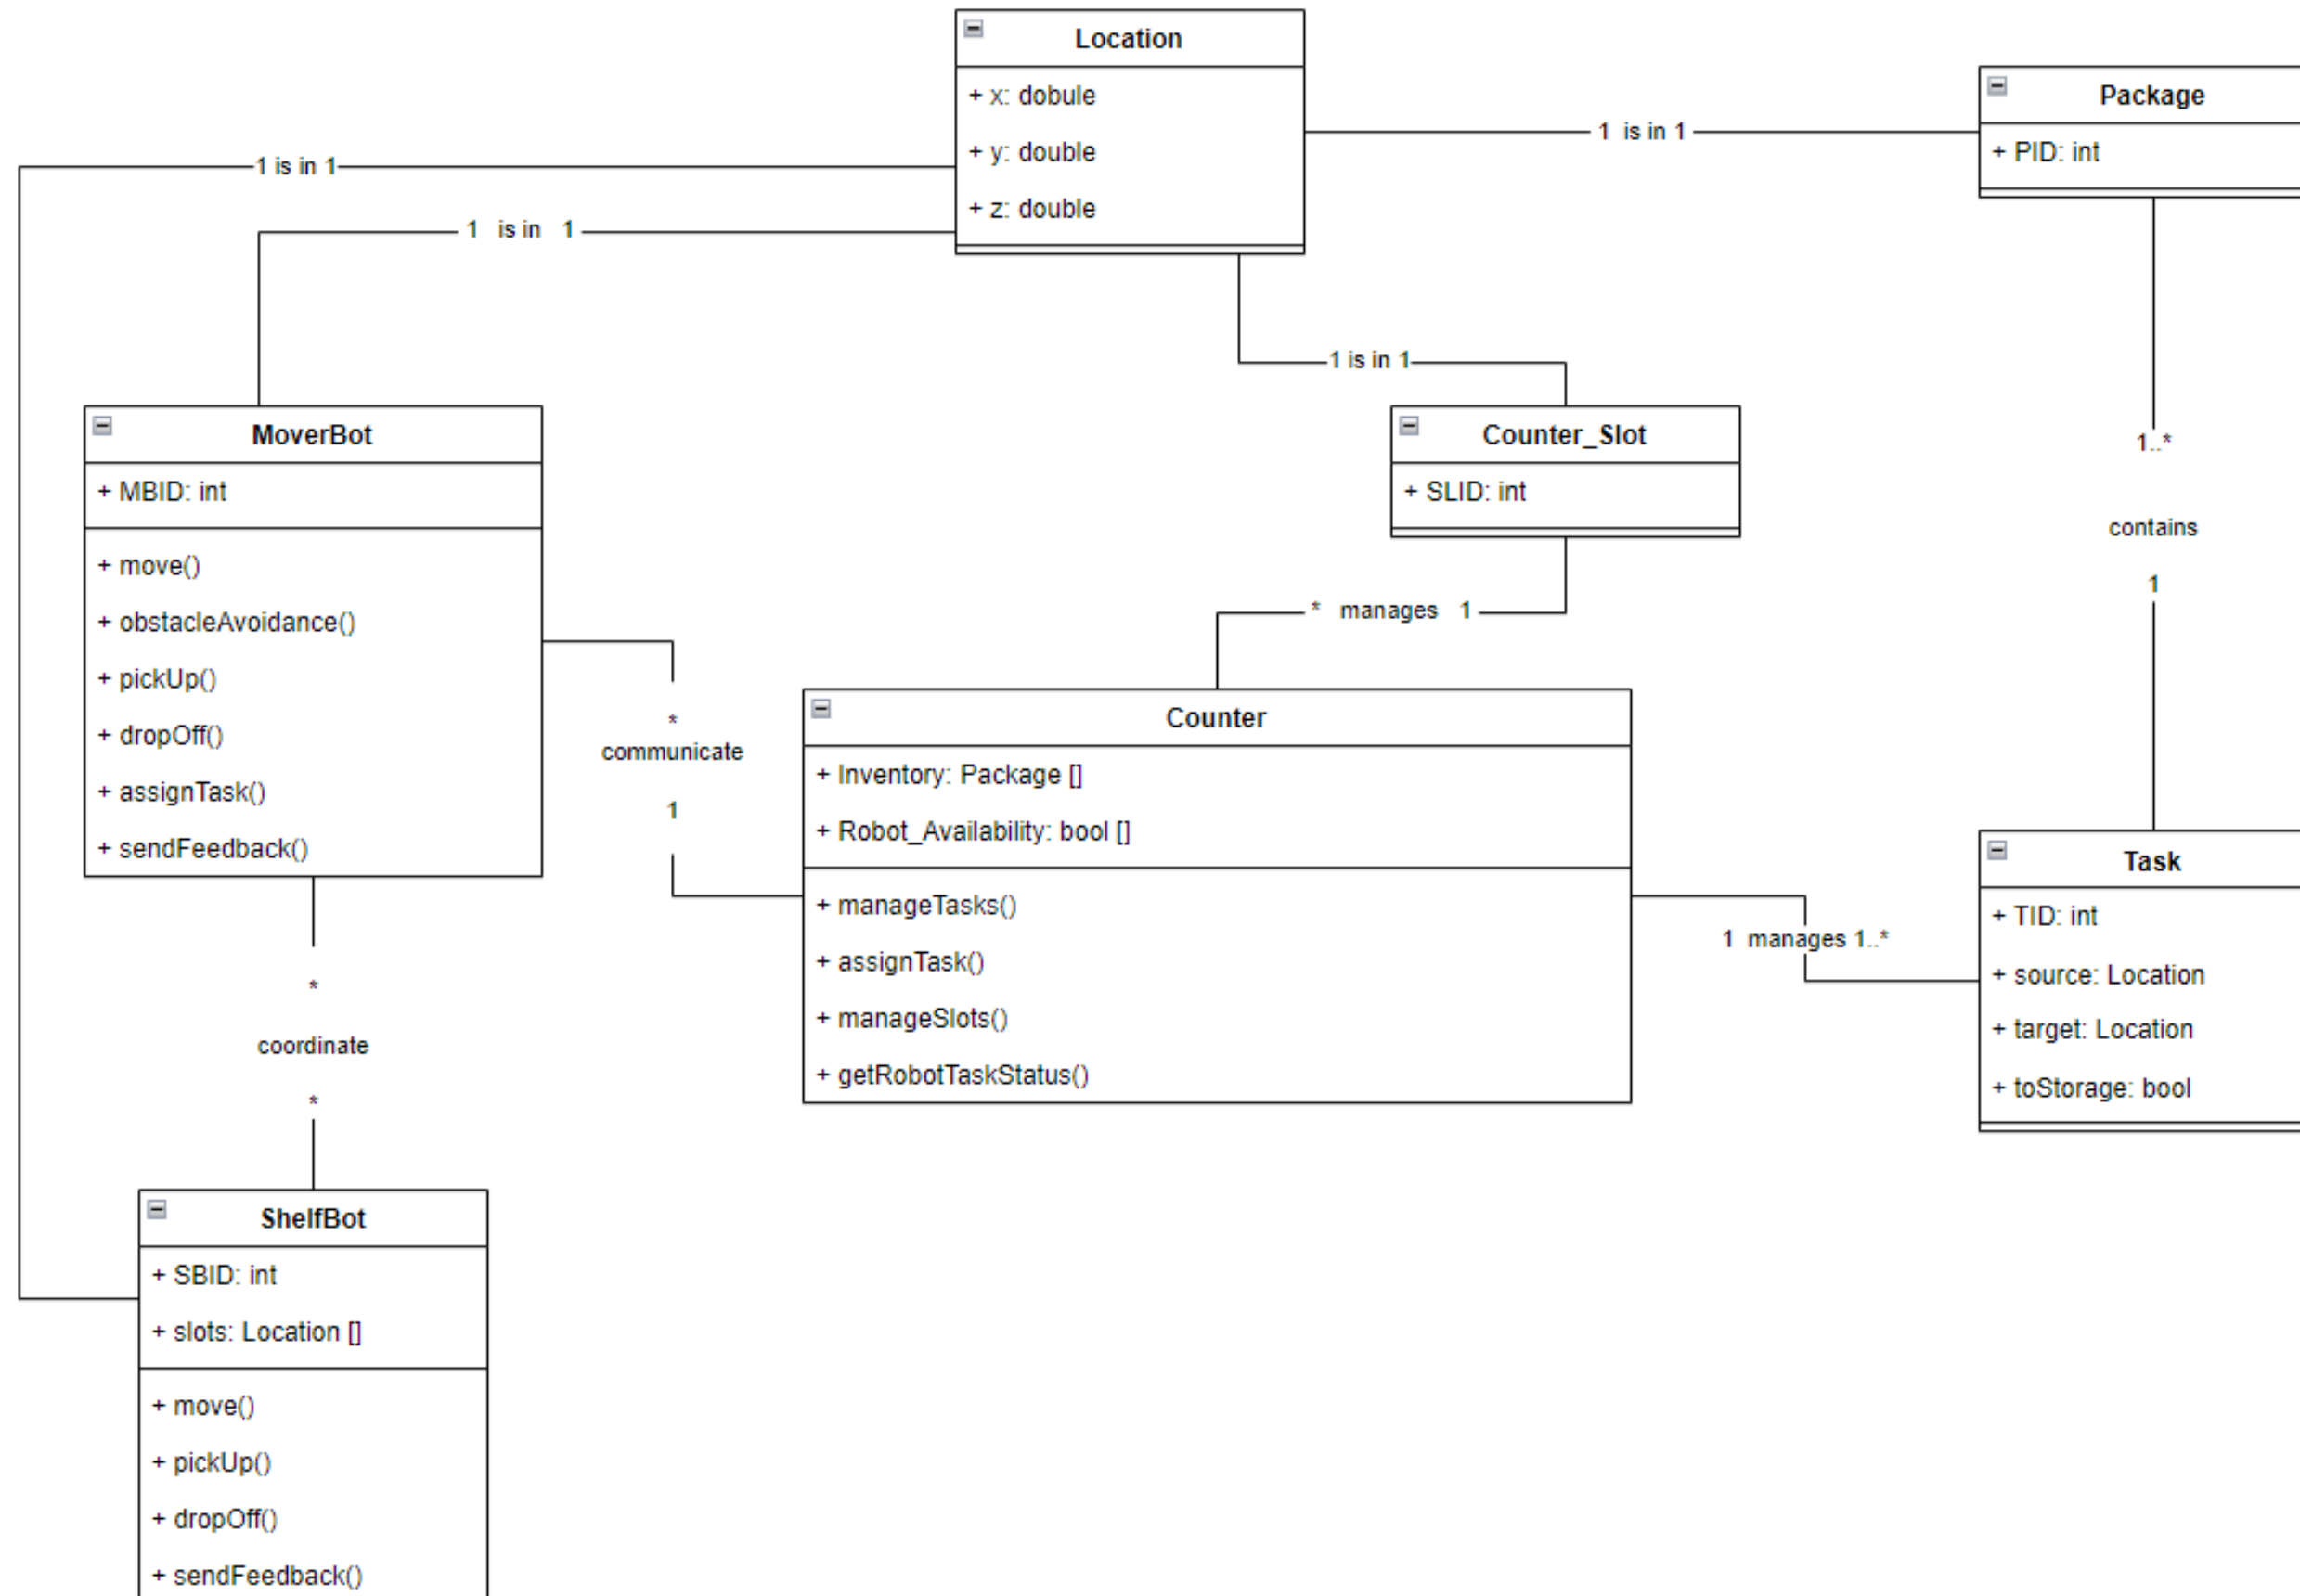 Location
+ x: dobule
+ y: double
+ z: double
Package
+ PID: int
1 is in 1
1 is in 1
1 is in 1
1 is in 1
MoverBot
+ MBID: int
+ move()
+ obstacleAvoidance()
+ pickUp()
+ dropOff()
+ assignTask()
+ sendFeedback()
Counter_Slot
+ SLID: int
1..*
contains
1
* manages 1
*
communicate
1
Counter
+ Inventory: Package []
+ Robot_Availability: bool []
+ manageTasks()
+ assignTask()
+ manageSlots()
+ getRobotTaskStatus()
1 manages 1..*
Task
+ TID: int
+ source: Location
+ target: Location
+ toStorage: bool
*
coordinate
*
ShelfBot
+ SBID: int
+ slots: Location []
+ move()
+ pickUp()
+ dropOff()
+ sendFeedback()